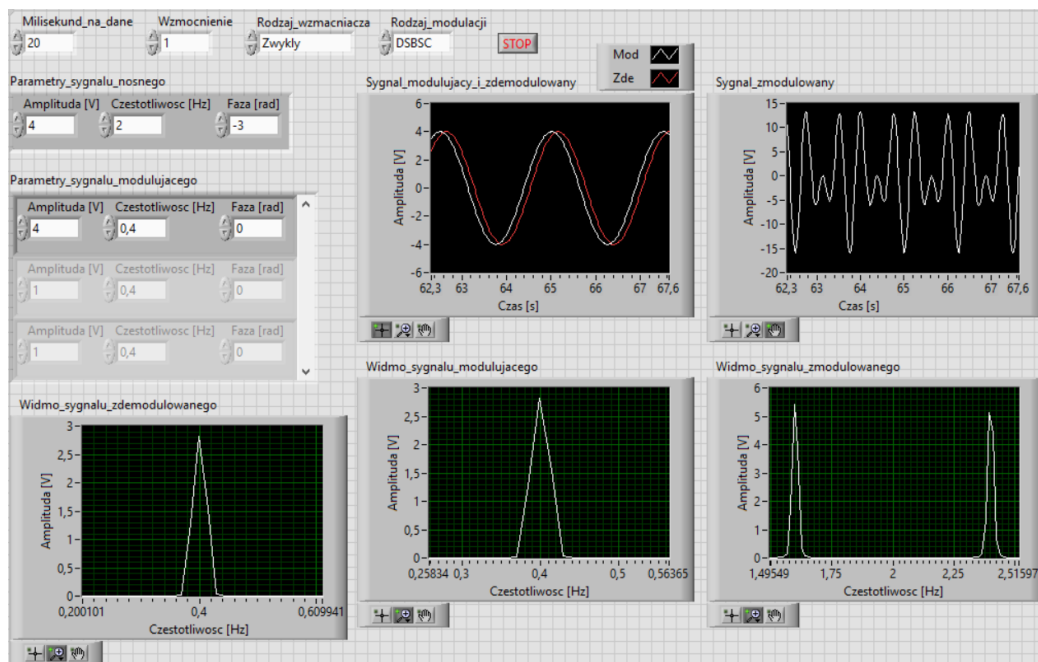 Milisekund_na_dane Wzmocnienie Rodzaj_wzmacniacza Rodzaj_modulacji
20 1 Zwykly DSBSC STOP
Parametry_sygnalu_nosnego
Amplituda [V] Czestotliwosc [Hz] Faza [rad]
4 2 -3
Parametry_sygnalu_modulujacego
Amplituda [V] Czestotliwosc [Hz] Faza [rad]
4 0,4 0
Amplituda [V] Czestotliwosc [Hz] Faza [rad]
1 0,4 0
Amplituda [V] Czestotliwosc [Hz] Faza [rad]
1 0,4 0
Mod
Zde
Sygnal_modulujacy_i_zdemodulowany
Amplituda [V]
6
4
2
0
-2
-4
-6
62,3 63 64 65 66 67 67,6
Czas [s]
Sygnal_zmodulowany
Amplituda [V]
15
10
5
0
-5
-10
-15
-20
62,3 63 64 65 66 67 67,6
Czas [s]
Widmo_sygnalu_zdemodulowanego
Amplituda [V]
3
2,5
2
1,5
1
0,5
0
0,200101 0,4 0,609941
Czestotliwosc [Hz]
Widmo_sygnalu_modulujacego
Amplituda [V]
3
2,5
2
1,5
1
0,5
0
0,25834 0,3 0,4 0,5 0,56365
Czestotliwosc [Hz]
Widmo_sygnalu_zmodulowanego
Amplituda [V]
6
5
4
3
2
1
0
1,49549 1,75 2 2,25 2,51597
Czestotliwosc [Hz]